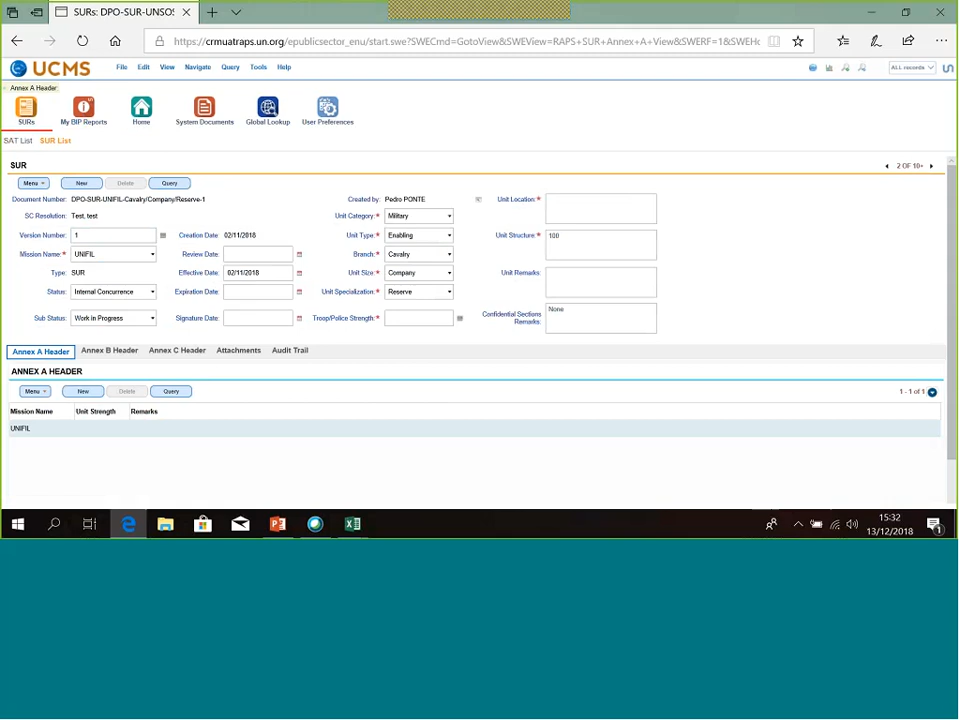 SURs: DPO-SUR-UNSOS
https://crmuatraps.un.org/epublicsector_enu/start.swe?SWECmd=GotoView&SWEView=RAPS+SUR+Annex+A+View&SWERF=1&SWEHo
UCMS File Edit View Navigate Query Tools Help ALL records
Annex A Header
SURs My BIP Reports Home System Documents Global Lookup User Preferences
SAT List SUR List
SUR 2 OF 10+
Menu New Delete Query
Document Number: DPO-SUR-UNIFIL-Cavalry/Company/Reserve-1 Created by: Pedro PONTE Unit Location:*
SC Resolution: Test, test Unit Category:* Military
Version Number: 1 Creation Date: 02/11/2018 Unit Type:* Enabling Unit Structure:* 100
Mission Name:* UNIFIL Review Date: Branch:* Cavalry
Type: SUR Effective Date: 02/11/2018 Unit Size:* Company Unit Remarks:
Status: Internal Concurrence Expiration Date: Unit Specialization:* Reserve
Sub Status: Work in Progress Signature Date: Troop/Police Strength:* Confidential Sections Remarks: None
Annex A Header Annex B Header Annex C Header Attachments Audit Trail
ANNEX A HEADER
Menu New Delete Query 1 - 1 of 1
Mission Name Unit Strength Remarks
UNIFIL
15:32
13/12/2018
1